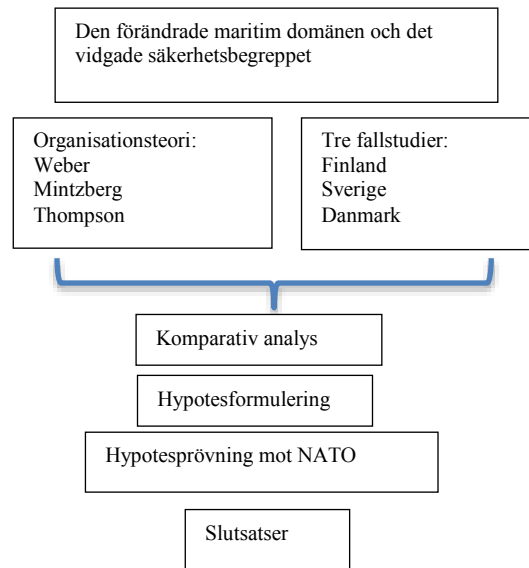 Den förändrade maritim domänen och det
vidgade säkerhetsbegreppet
Organisationsteori:
Weber
Mintzberg
Thompson
Tre fallstudier:
Finland
Sverige
Danmark
Komparativ analys
Hypotesformulering
Hypotesprövning mot NATO
Slutsatser